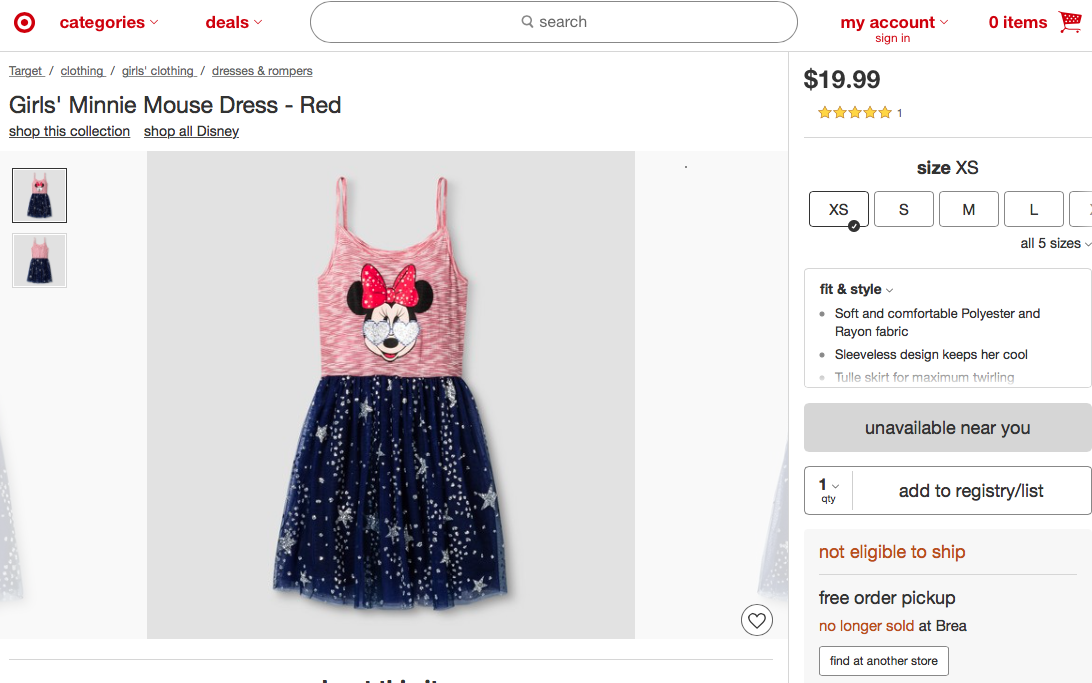 categories
deals
search
my account
sign in
0 items
Target / clothing / girls' clothing / dresses & rompers
Girls' Minnie Mouse Dress - Red
shop this collection
shop all Disney
$19.99
1
size XS
XS
S
M
L
all 5 sizes
fit & style
Soft and comfortable Polyester and
Rayon fabric
Sleeveless design keeps her cool
Tulle skirt for maximum twirling
unavailable near you
1
qty
add to registry/list
not eligible to ship
free order pickup
no longer sold at Brea
find at another store